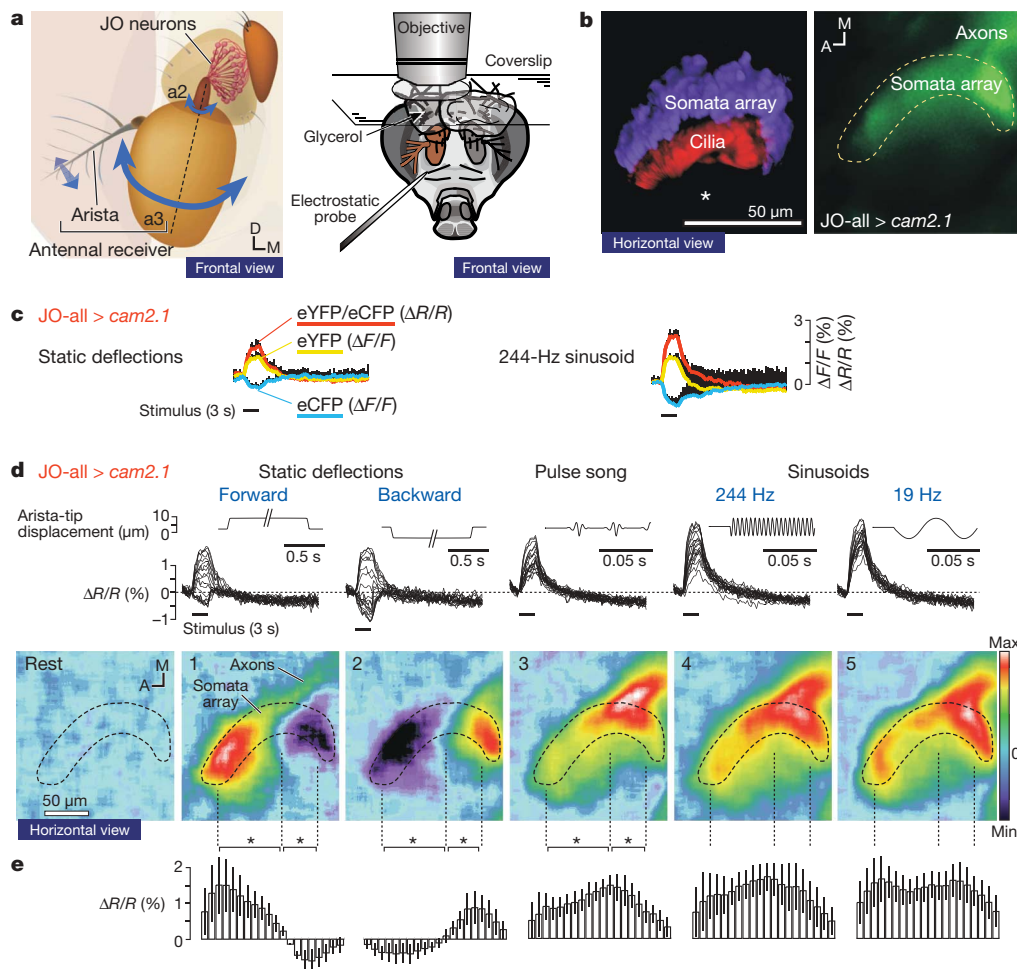 a
JO neurons
a2
Arista
a3
Antennal receiver
D
M
Frontal view
Objective
Coverslip
Glycerol
Electrostatic
probe
Frontal view
b
Somata array
Cilia
*
50 µm
Horizontal view
M
A
Axons
Somata array
JO-all > cam2.1
c
JO-all > cam2.1
Static deflections
eYFP/eCFP (ΔR/R)
eYFP (ΔF/F)
eCFP (ΔF/F)
Stimulus (3 s)
244-Hz sinusoid
3
0
ΔF/F (%)
ΔR/R (%)
d
JO-all > cam2.1
Static deflections
Pulse song
Sinusoids
Forward
Backward
244 Hz
19 Hz
Arista-tip
displacement (µm)
10
0
0.5 s
0.5 s
0.05 s
0.05 s
0.05 s
ΔR/R (%)
1
0
−1
Stimulus (3 s)
Rest
M
A
50 µm
Horizontal view
1
Axons
Somata
array
2
3
4
5
Max
0
Min
* * * * * *
e
ΔR/R (%)
2
1
0